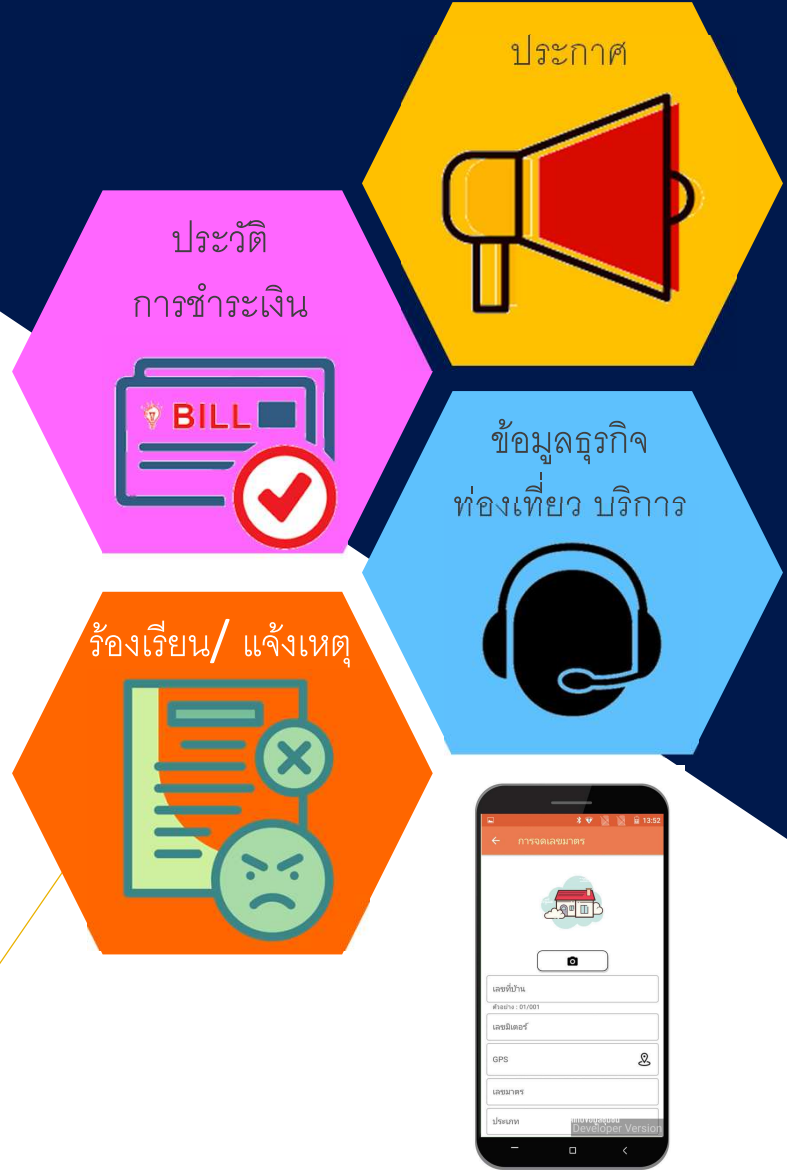 ประกาศ
ประวัติ
การชำระเงิน
BILL
ข้อมูลธุรกิจ
ท่องเที่ยว บริการ
ร้องเรียน/ แจ้งเหตุ
13:52
การจดเลขมาตร
เลขที่บ้าน
ตัวอย่าง : 01/001
เลขมิเตอร์
GPS
เลขมาตร
ประเภท
Developer Version